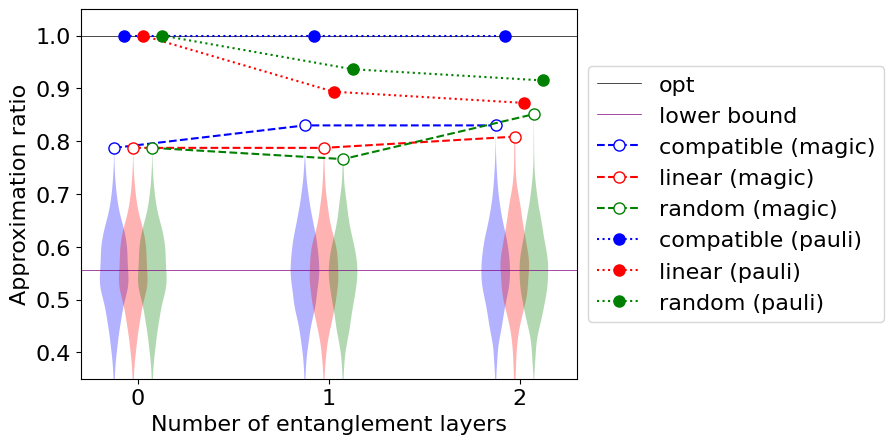 Approximation ratio
1.0
0.9
0.8
0.7
0.6
0.5
0.4
0 1 2
Number of entanglement layers
opt
lower bound
compatible (magic)
linear (magic)
random (magic)
compatible (pauli)
linear (pauli)
random (pauli)